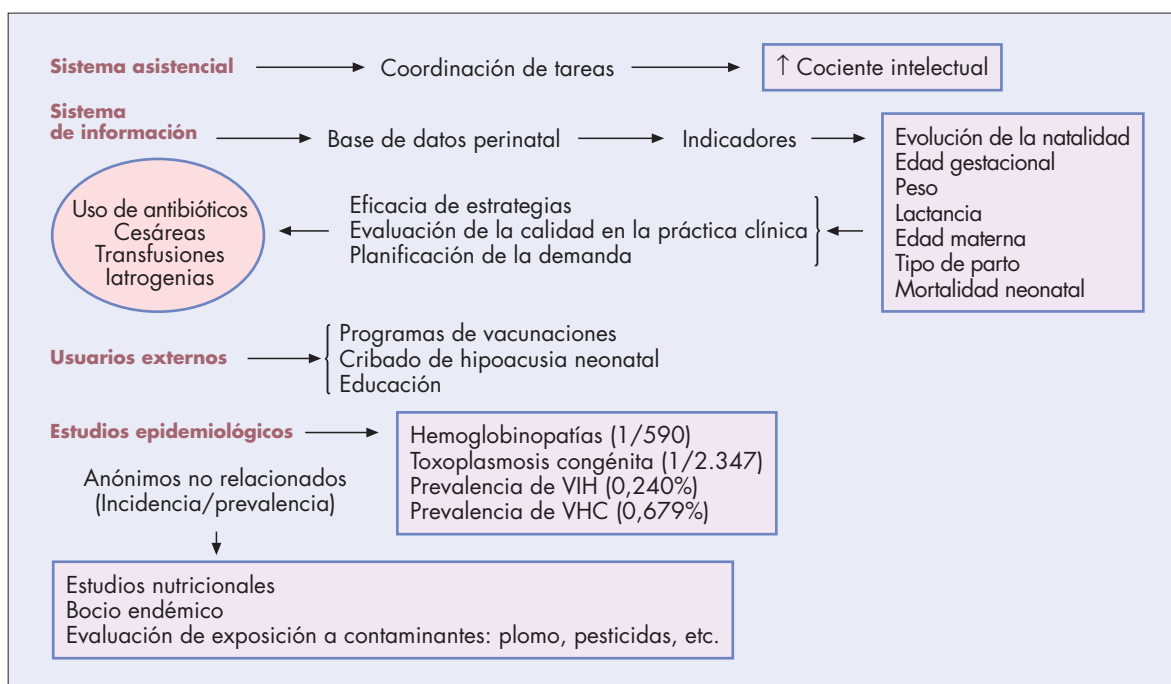 Sistema asistencial
Coordinación de tareas
↑ Cociente intelectual
Sistema
de información
Base de datos perinatal
Indicadores
Evolución de la natalidad
Edad gestacional
Peso
Lactancia
Edad materna
Tipo de parto
Mortalidad neonatal
Eficacia de estrategias
Evaluación de la calidad en la práctica clínica
Planificación de la demanda
Uso de antibióticos
Cesáreas
Transfusiones
Iatrogenias
Usuarios externos
Programas de vacunaciones
Cribado de hipoacusia neonatal
Educación
Estudios epidemiológicos
Hemoglobinopatías (1/590)
Toxoplasmosis congénita (1/2.347)
Prevalencia de VIH (0,240%)
Prevalencia de VHC (0,679%)
Anónimos no relacionados
(Incidencia/prevalencia)
Estudios nutricionales
Bocio endémico
Evaluación de exposición a contaminantes: plomo, pesticidas, etc.